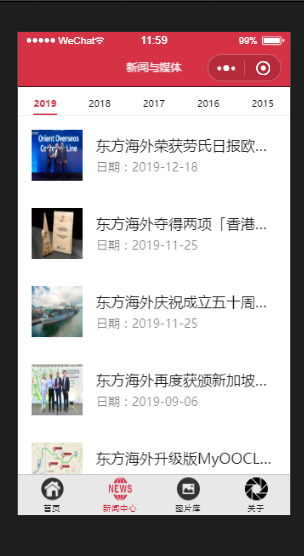 WeChat 11:59 99%
新闻与媒体
2019 2018 2017 2016 2015
Orient Overseas
Line
东方海外荣获劳氏日报欧...
日期：2019-12-18
东方海外夺得两项「香港...
日期：2019-11-25
东方海外庆祝成立五十周...
日期：2019-11-25
东方海外再度获颁新加坡...
日期：2019-09-06
东方海外升级版MyOOCL...
NEWS
首页 新闻中心 图片库 关于